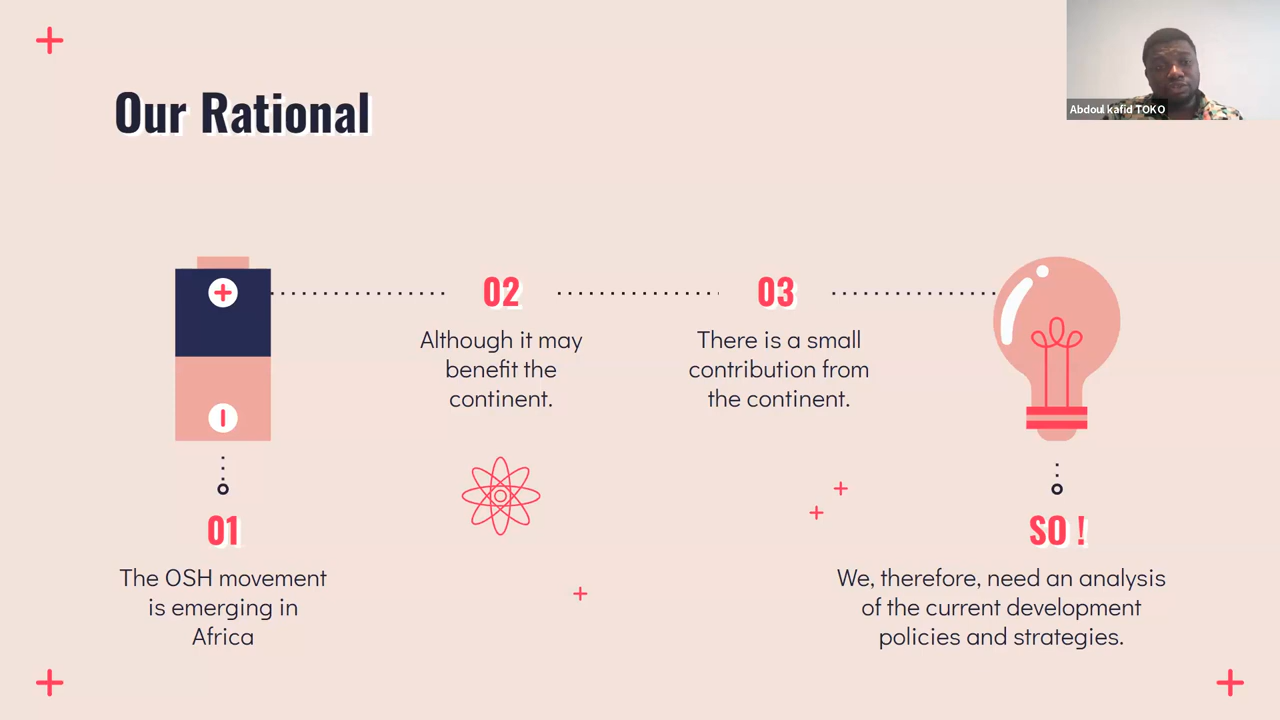 Our Rational
Abdoul kafid TOKO
01
The OSH movement
is emerging in
Africa
02
Although it may
benefit the
continent.
03
There is a small
contribution from
the continent.
SO !
We, therefore, need an analysis
of the current development
policies and strategies.